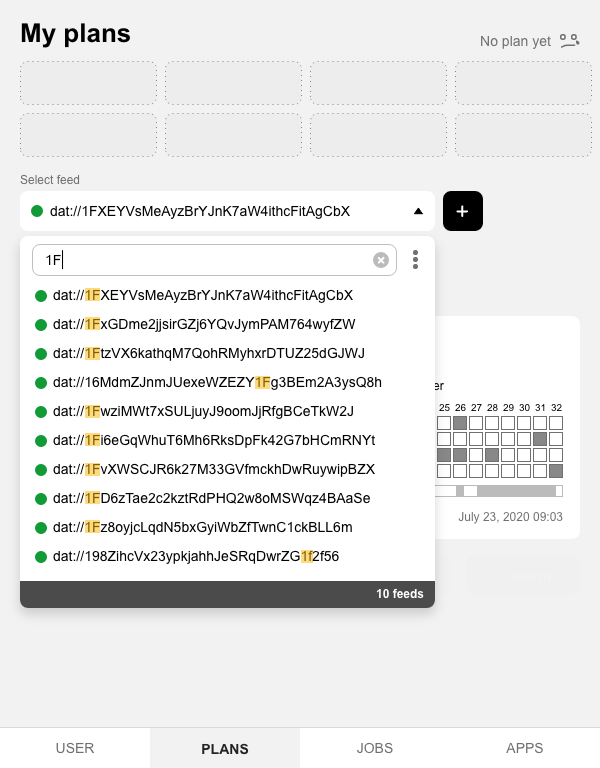 My plans
No plan yet
Select feed
dat://1FXEYVsMeAyzBrYJnK7aW4ithcFitAgCbX
1F
dat://1FXEYVsMeAyzBrYJnK7aW4ithcFitAgCbX
dat://1FxGDme2jjsirGZj6YQvJymPAM764wyfZW
dat://1FtzVX6kathqM7QohRMyhxrDTUZ25dGJWJ
dat://16MdmZJnmJUexeWZEZY1Fg3BEm2A3ysQ8h
er
25 26 27 28 29 30 31 32
dat://1FwziMWt7xSULjuyJ9oomJjRfgBCeTkW2J
dat://1Fi6eGqWhuT6Mh6RksDpFk42G7bHCmRNYt
dat://1FvXWSCJR6k27M33GVfmckhDwRuywipBZX
dat://1FD6zTae2c2kztRdPHQ2w8oMSWqz4BAaSe
July 23, 2020 09:03
dat://1Fz8oyjcLqdN5bxGyiWbZfTwnC1ckBLL6m
dat://198ZihcVx23ypkjahhJeSRqDwrZG1f2f56
10 feeds
USER PLANS JOBS APPS